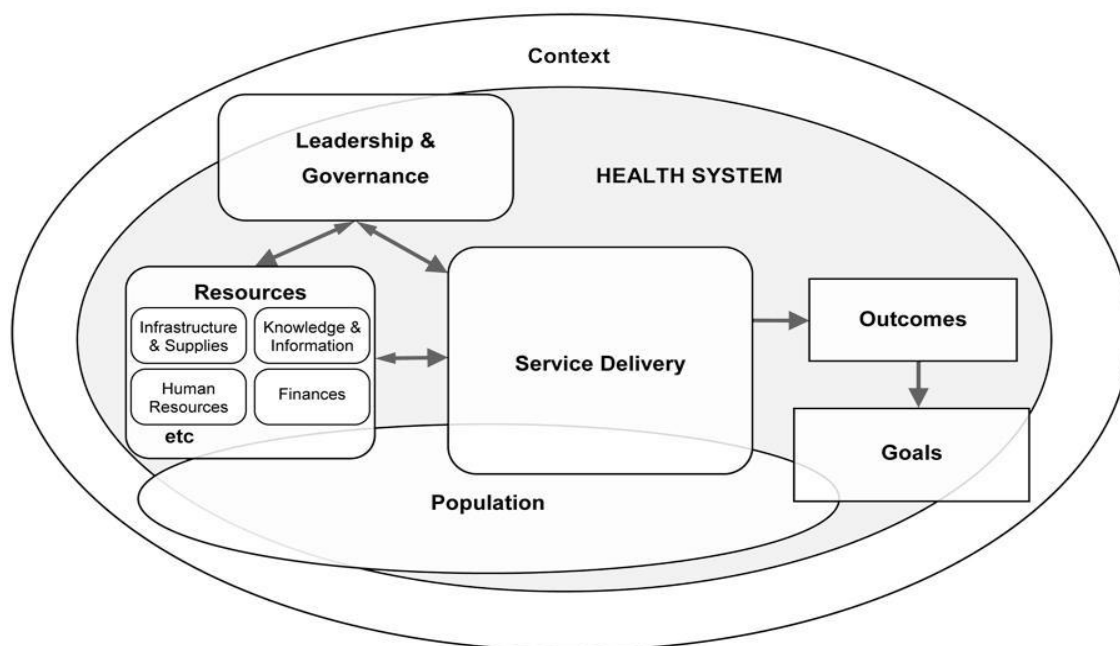 Context
Leadership &
Governance
HEALTH SYSTEM
Resources
Infrastructure
& Supplies
Knowledge &
Information
Human
Resources
Finances
etc
Service Delivery
Outcomes
Goals
Population